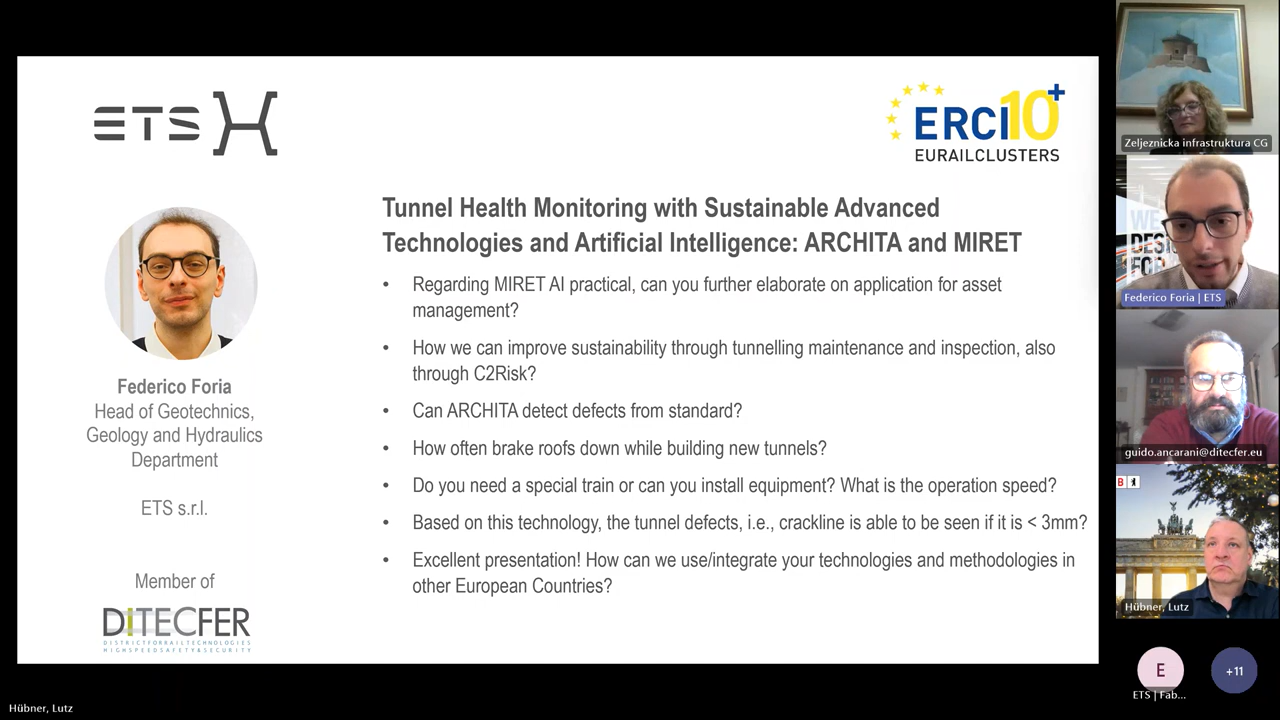 ETS
ERCI10+
EURAILCLUSTERS
Tunnel Health Monitoring with Sustainable Advanced
Technologies and Artificial Intelligence: ARCHITA and MIRET
• Regarding MIRET AI practical, can you further elaborate on application for asset
management?
• How we can improve sustainability through tunnelling maintenance and inspection, also
through C2Risk?
• Can ARCHITA detect defects from standard?
• How often brake roofs down while building new tunnels?
• Do you need a special train or can you install equipment? What is the operation speed?
• Based on this technology, the tunnel defects, i.e., crackline is able to be seen if it is < 3mm?
• Excellent presentation! How can we use/integrate your technologies and methodologies in
other European Countries?
Federico Foria
Head of Geotechnics,
Geology and Hydraulics
Department
ETS s.r.l.
Member of
DITECFER
DISTRICTFORRAILTECHNOLOGIES
HIGHSPEEDSAFETY&SECURITY
Zeljeznicka infrastruktura CG
WE
DES
FOR
Federico Foria | ETS
guido.ancarani@ditecfer.eu
B
Hübner, Lutz
E
ETS | Fab...
+11
Hübner, Lutz